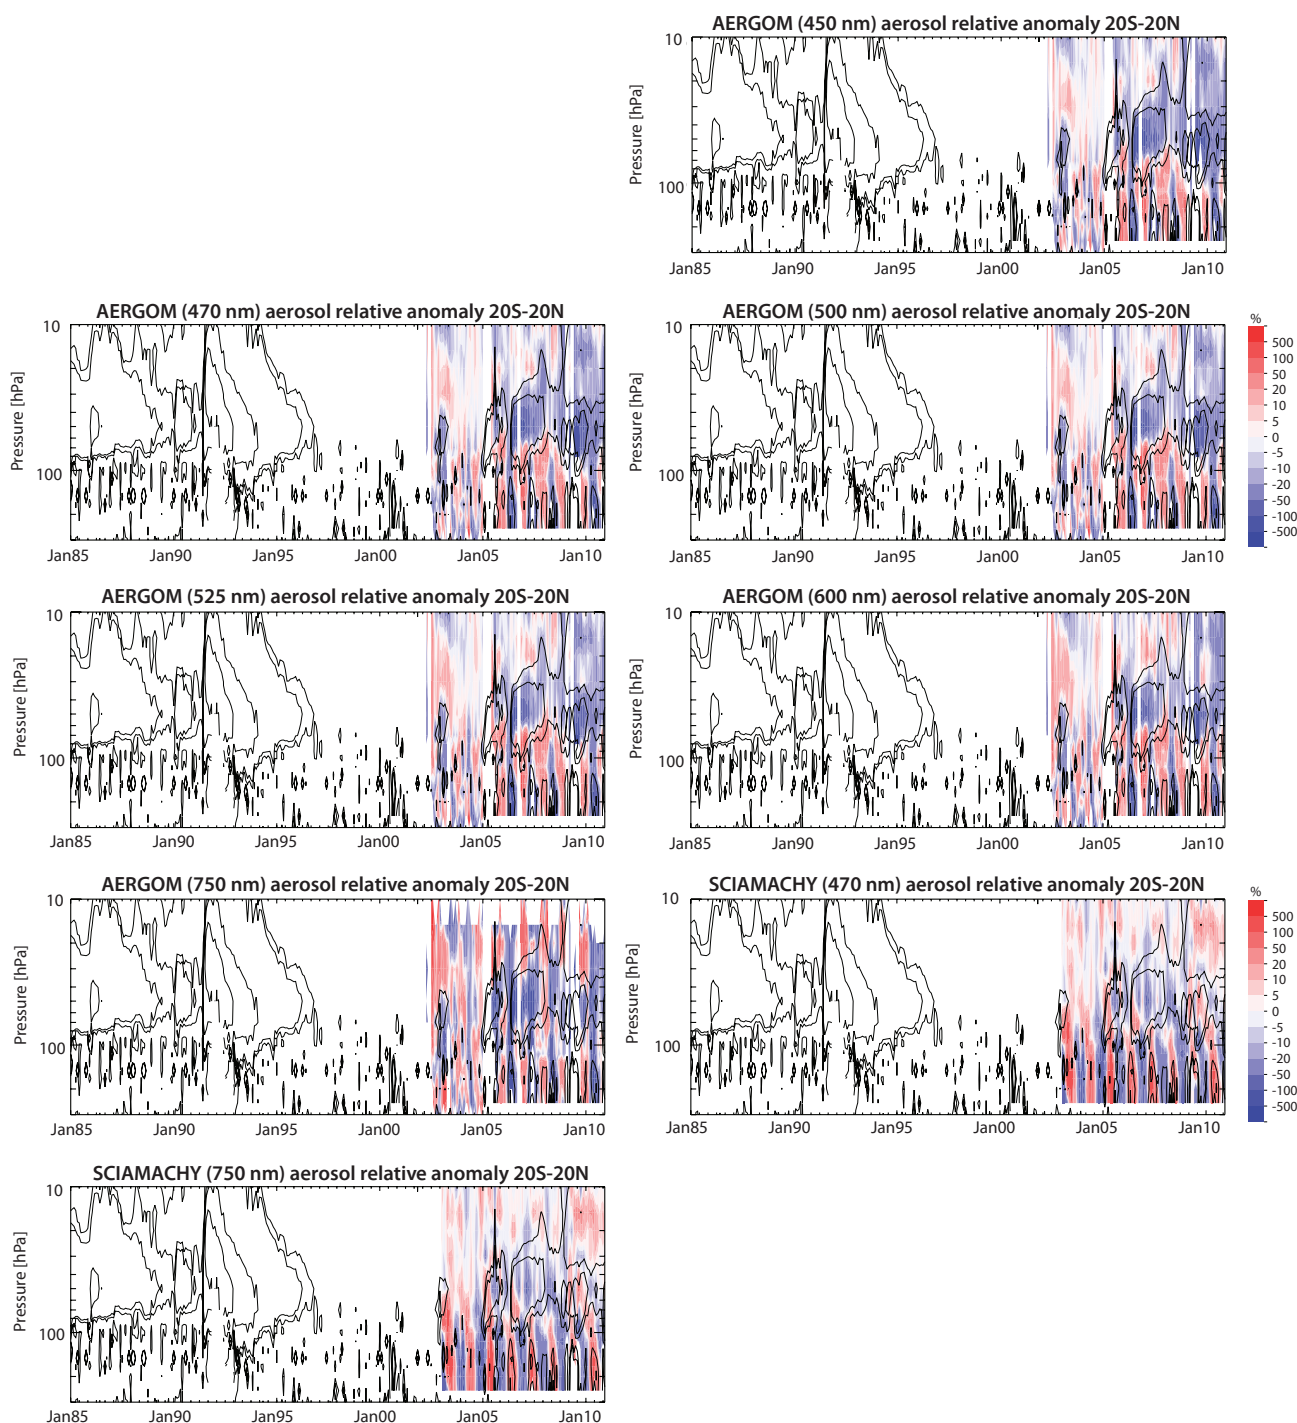 AERGOM (450 nm) aerosol relative anomaly 20S-20N
10
100
Pressure [hPa]
Jan85 Jan90 Jan95 Jan00 Jan05 Jan10
AERGOM (470 nm) aerosol relative anomaly 20S-20N
10
100
Pressure [hPa]
Jan85 Jan90 Jan95 Jan00 Jan05 Jan10
AERGOM (500 nm) aerosol relative anomaly 20S-20N
10
100
Pressure [hPa]
Jan85 Jan90 Jan95 Jan00 Jan05 Jan10
%
500
100
50
20
10
5
0
-5
-10
-20
-50
-100
-500
AERGOM (525 nm) aerosol relative anomaly 20S-20N
10
100
Pressure [hPa]
Jan85 Jan90 Jan95 Jan00 Jan05 Jan10
AERGOM (600 nm) aerosol relative anomaly 20S-20N
10
100
Pressure [hPa]
Jan85 Jan90 Jan95 Jan00 Jan05 Jan10
AERGOM (750 nm) aerosol relative anomaly 20S-20N
10
100
Pressure [hPa]
Jan85 Jan90 Jan95 Jan00 Jan05 Jan10
SCIAMACHY (470 nm) aerosol relative anomaly 20S-20N
10
100
Pressure [hPa]
Jan85 Jan90 Jan95 Jan00 Jan05 Jan10
%
500
100
50
20
10
5
0
-5
-10
-20
-50
-100
-500
SCIAMACHY (750 nm) aerosol relative anomaly 20S-20N
10
100
Pressure [hPa]
Jan85 Jan90 Jan95 Jan00 Jan05 Jan10